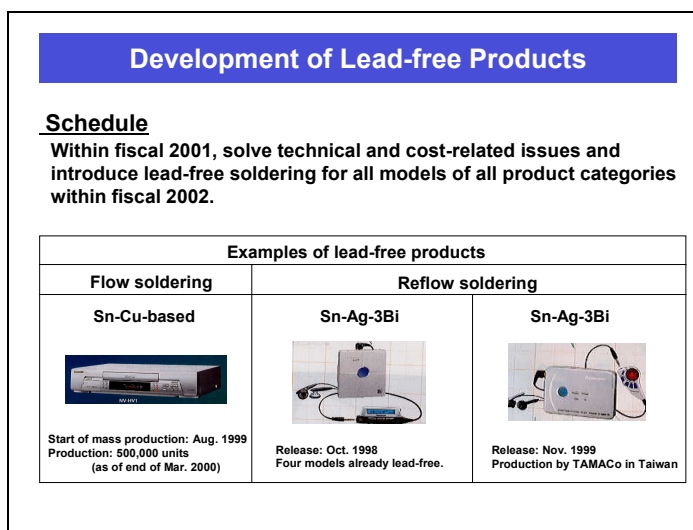 Development of Lead-free Products
Schedule
Within fiscal 2001, solve technical and cost-related issues and
introduce lead-free soldering for all models of all product categories
within fiscal 2002.
Examples of lead-free products
Flow soldering
Reflow soldering
Sn-Cu-based
Sn-Ag-3Bi
Sn-Ag-3Bi
NV-HV1
Start of mass production: Aug. 1999
Production: 500,000 units
(as of end of Mar. 2000)
Release: Oct. 1998
Four models already lead-free.
Release: Nov. 1999
Production by TAMACo in Taiwan